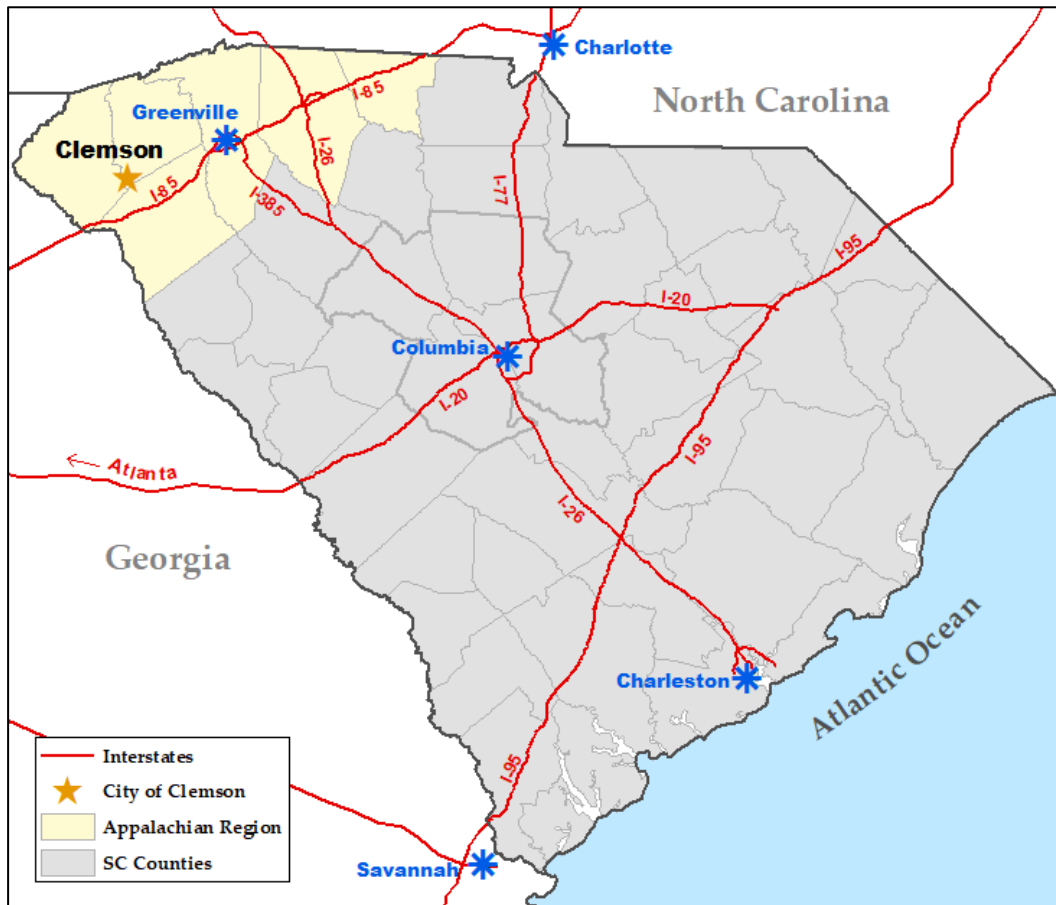 Charlotte
North Carolina
I-85
Greenville
Clemson
I-26
I-85
I-385
I-77
I-95
I-20
Columbia
I-20
I-95
Atlanta
I-26
Georgia
Atlantic Ocean
Charleston
I-95
Interstates
City of Clemson
Appalachian Region
SC Counties
Savannah